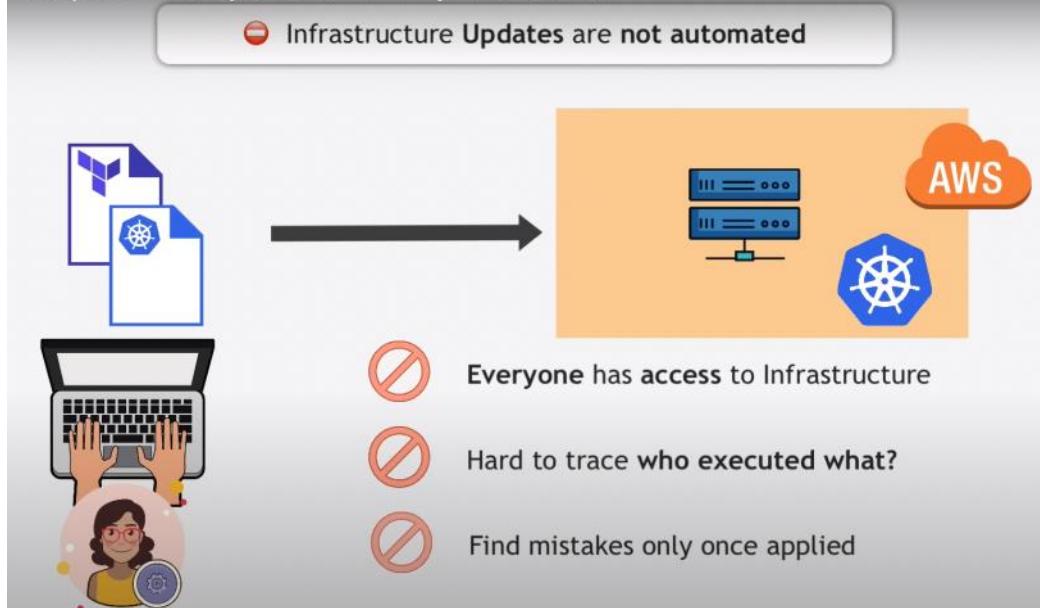 Infrastructure Updates are not automated
AWS
Everyone has access to Infrastructure
Hard to trace who executed what?
Find mistakes only once applied